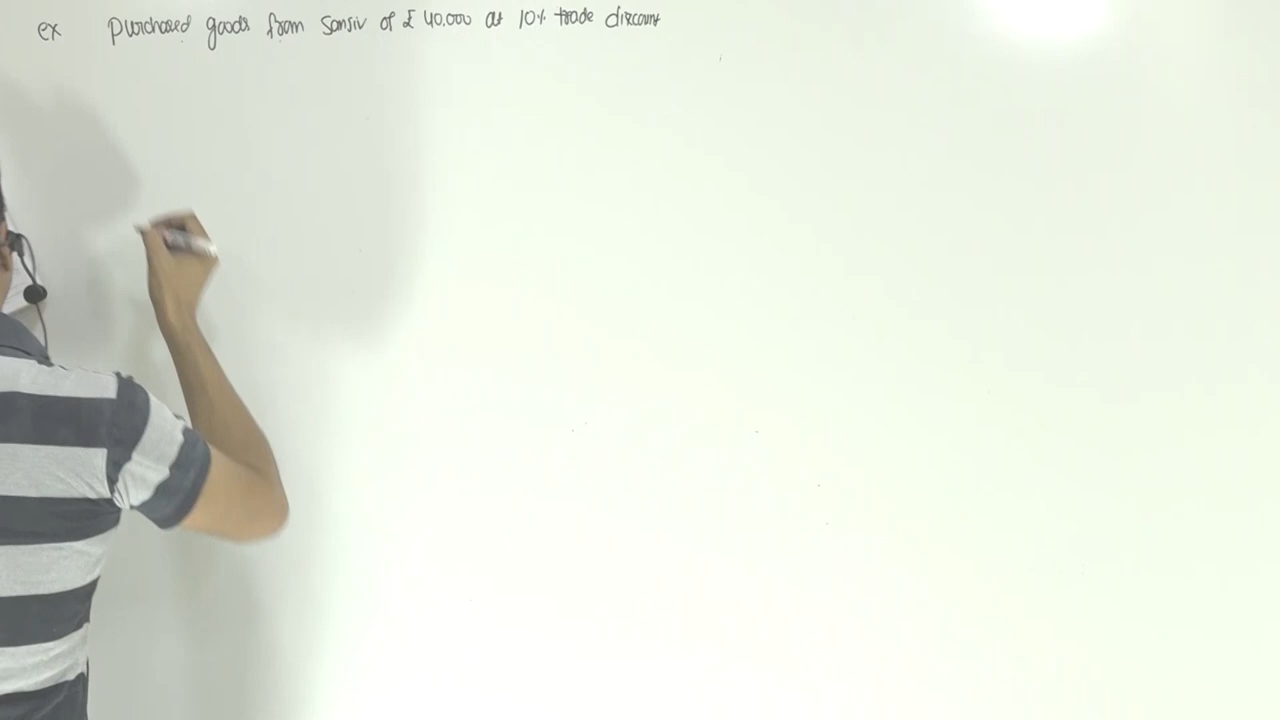 ex purchased goods from Sansiv of ₹ 40,000 at 10% trade discount